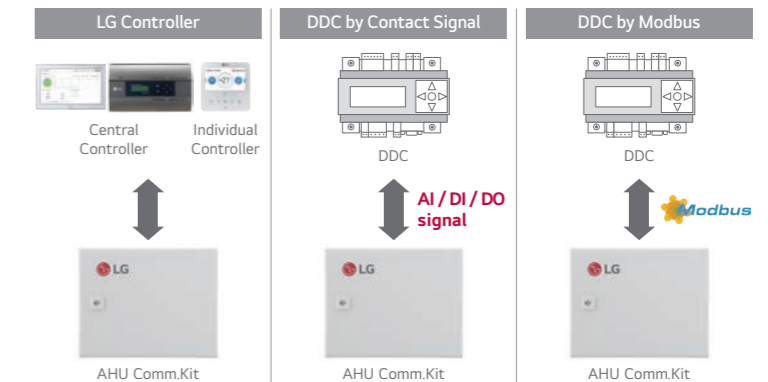 LG Controller
Central
Controller
Individual
Controller
LG
AHU Comm.Kit
DDC by Contact Signal
DDC
AI / DI / DO
signal
LG
AHU Comm.Kit
DDC by Modbus
DDC
Modbus
LG
AHU Comm.Kit